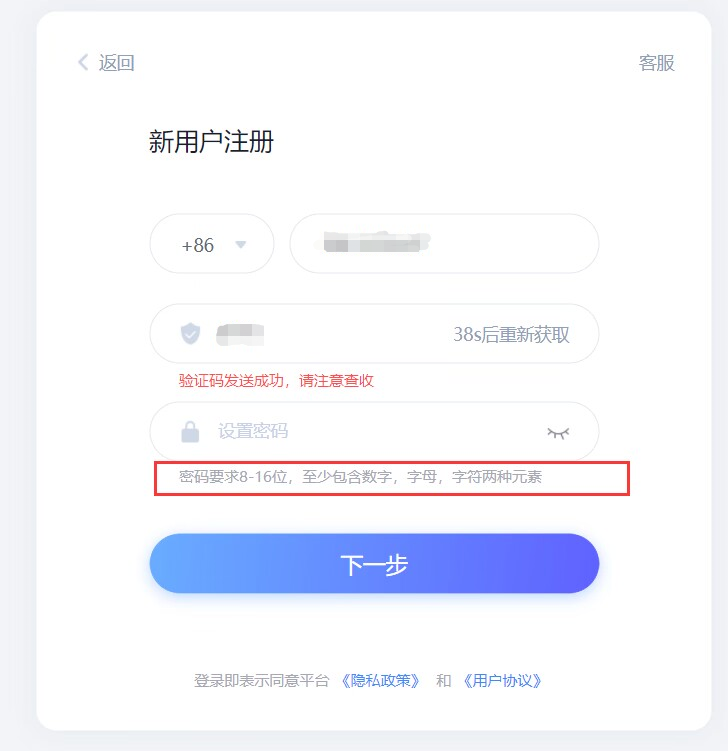 返回 客服
新用户注册
+86
38s后重新获取
验证码发送成功，请注意查收
设置密码
密码要求8-16位，至少包含数字，字母，字符两种元素
下一步
登录即表示同意平台《隐私政策》 和 《用户协议》